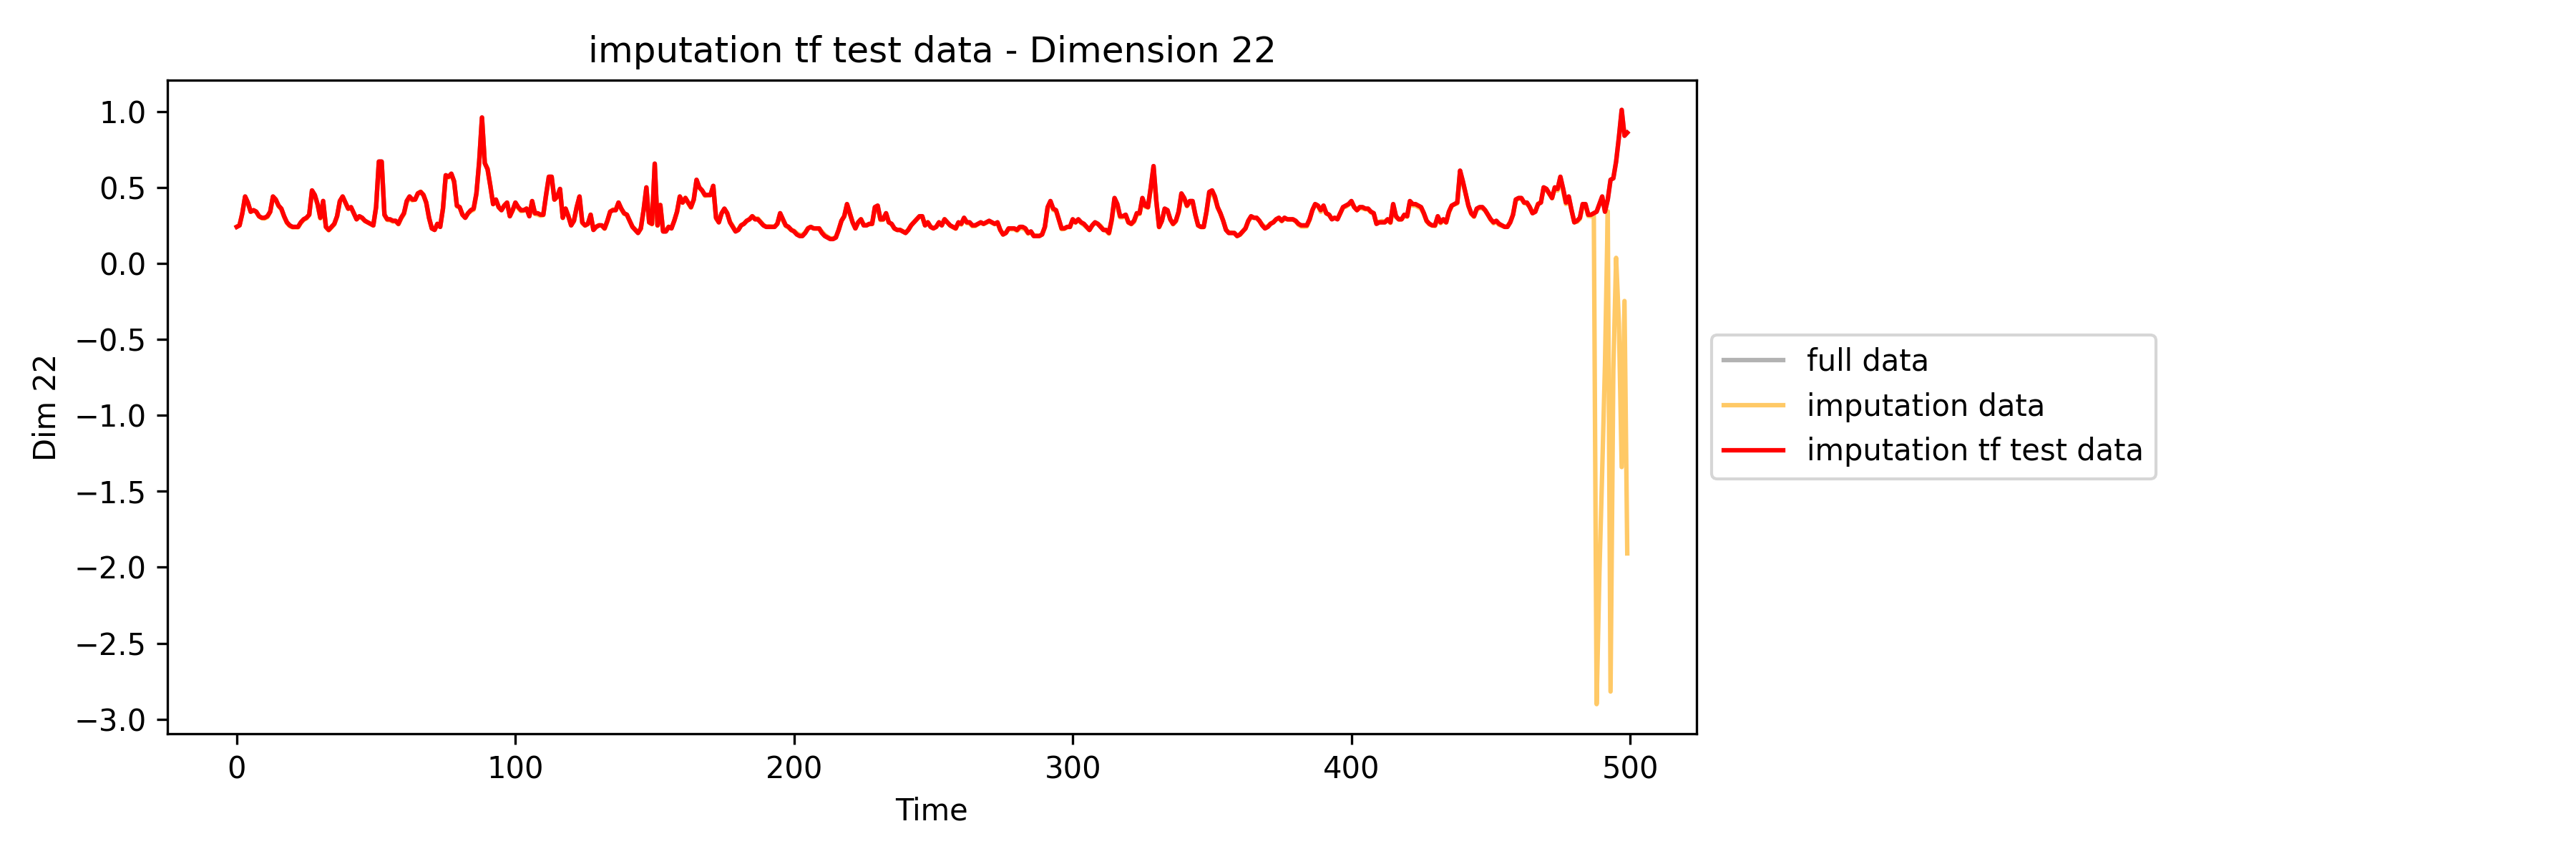 imputation tf test data - Dimension 22
1.0
0.5
0.0
−0.5
−1.0
−1.5
−2.0
−2.5
−3.0
Dim 22
0 100 200 300 400 500
Time
full data
imputation data
imputation tf test data